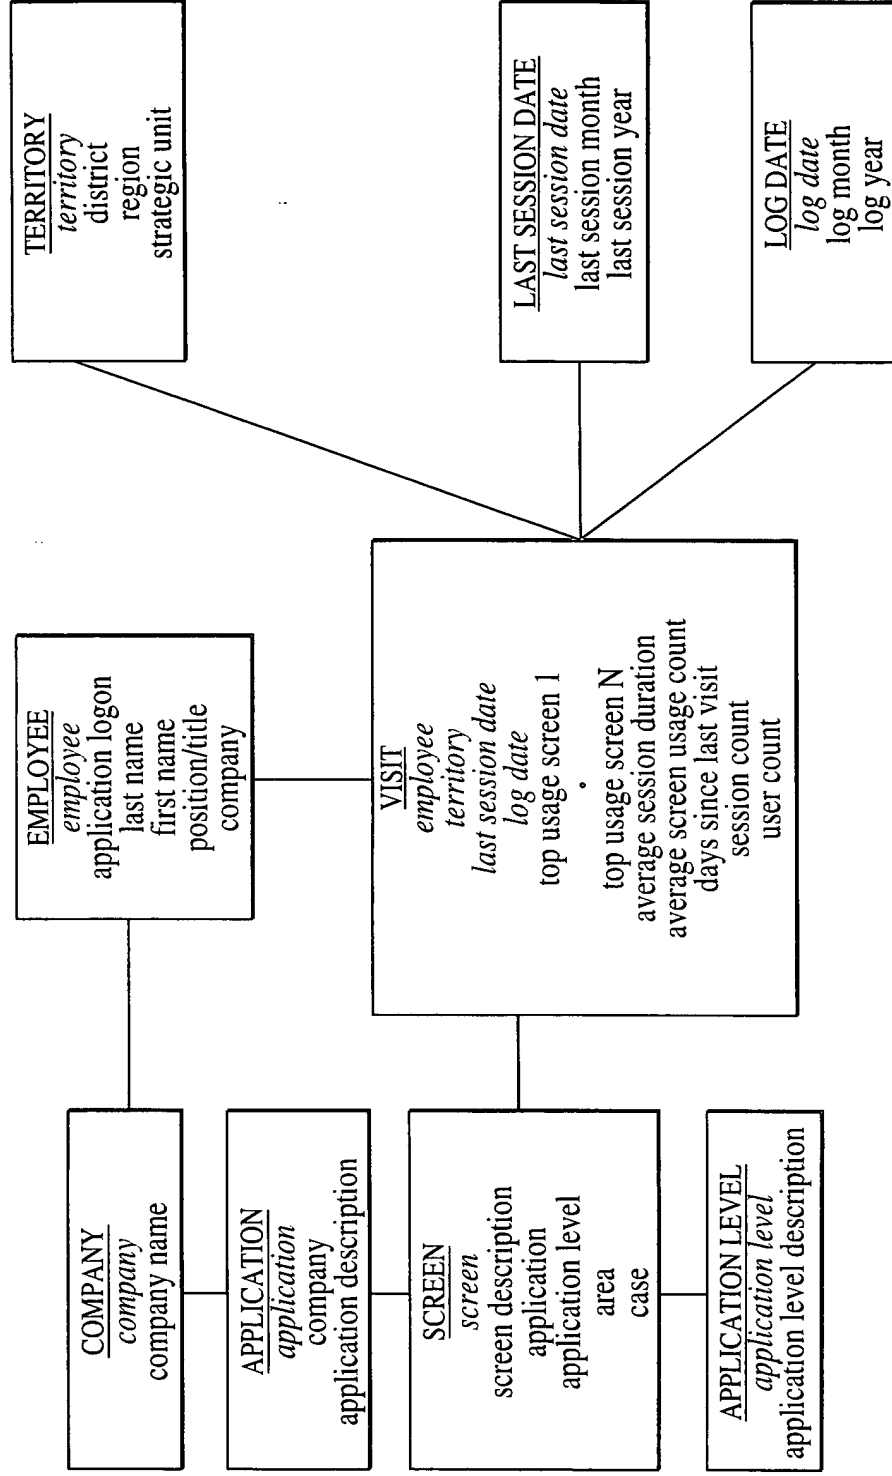 COMPANY
company
company name
APPLICATION
application
company
application description
SCREEN
screen
screen description
application
application level
area
case
APPLICATION LEVEL
application level
application level description
EMPLOYEE
employee
application logon
last name
first name
position/title
company
VISIT
employee
territory
last session date
log date
top usage screen 1
top usage screen N
average session duration
average screen usage count
days since last visit
session count
user count
TERRITORY
territory
district
region
strategic unit
LAST SESSION DATE
last session date
last session month
last session year
LOG DATE
log date
log month
log year